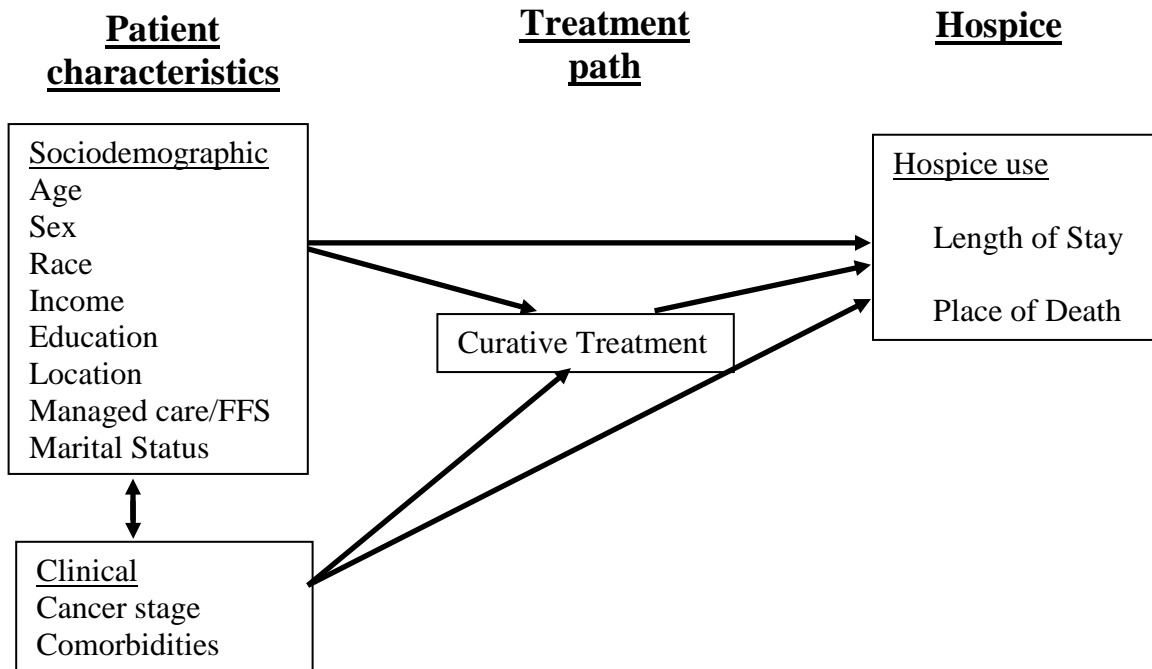 Patient
characteristics
Treatment
path
Hospice
Sociodemographic
Age
Sex
Race
Income
Education
Location
Managed care/FFS
Marital Status
Clinical
Cancer stage
Comorbidities
Curative Treatment
Hospice use
Length of Stay
Place of Death